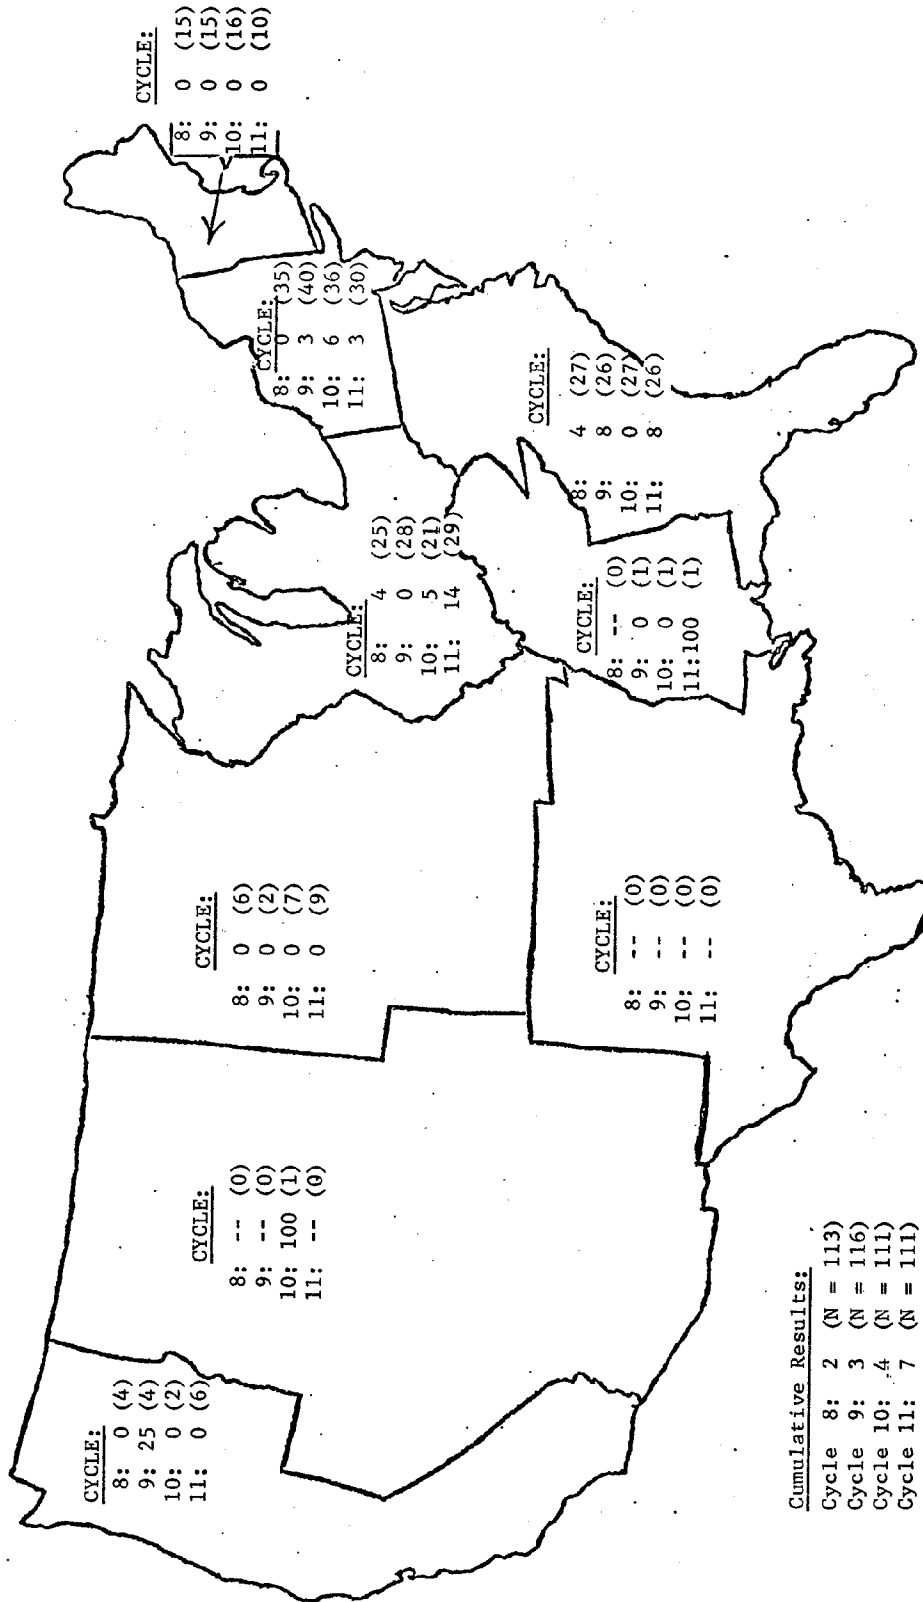 CYCLE:
8: 0 (4)
9: 25 (4)
10: 0 (2)
11: 0 (6)
CYCLE:
8: -- (0)
9: -- (0)
10: 100 (1)
11: -- (0)
CYCLE:
8: 0 (6)
9: 0 (2)
10: 0 (7)
11: 0 (9)
CYCLE:
8: -- (0)
9: -- (0)
10: -- (0)
11: -- (0)
CYCLE:
8: 4 (25)
9: 0 (28)
10: 5 (21)
11: 14 (29)
CYCLE:
8: -- (0)
9: 0 (1)
10: 0 (1)
11:100 (1)
CYCLE:
8: 0 (35)
9: 3 (40)
10: 6 (36)
11: 3 (30)
CYCLE:
8: 4 (27)
9: 8 (26)
10: 0 (27)
11: 8 (26)
CYCLE:
8: 0 (15)
9: 0 (15)
10: 0 (16)
11: 0 (10)
Cumulative Results:
Cycle 8: 2 (N = 113)
Cycle 9: 3 (N = 116)
Cycle 10: 4 (N = 111)
Cycle 11: 7 (N = 111)